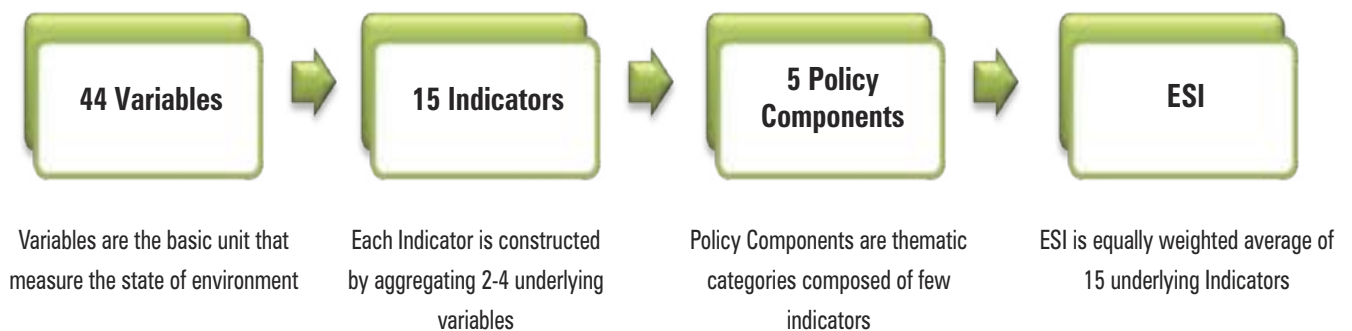 44 Variables
15 Indicators
5 Policy
Components
ESI
Variables are the basic unit that
measure the state of environment
Each Indicator is constructed
by aggregating 2-4 underlying
variables
Policy Components are thematic
categories composed of few
indicators
ESI is equally weighted average of
15 underlying Indicators